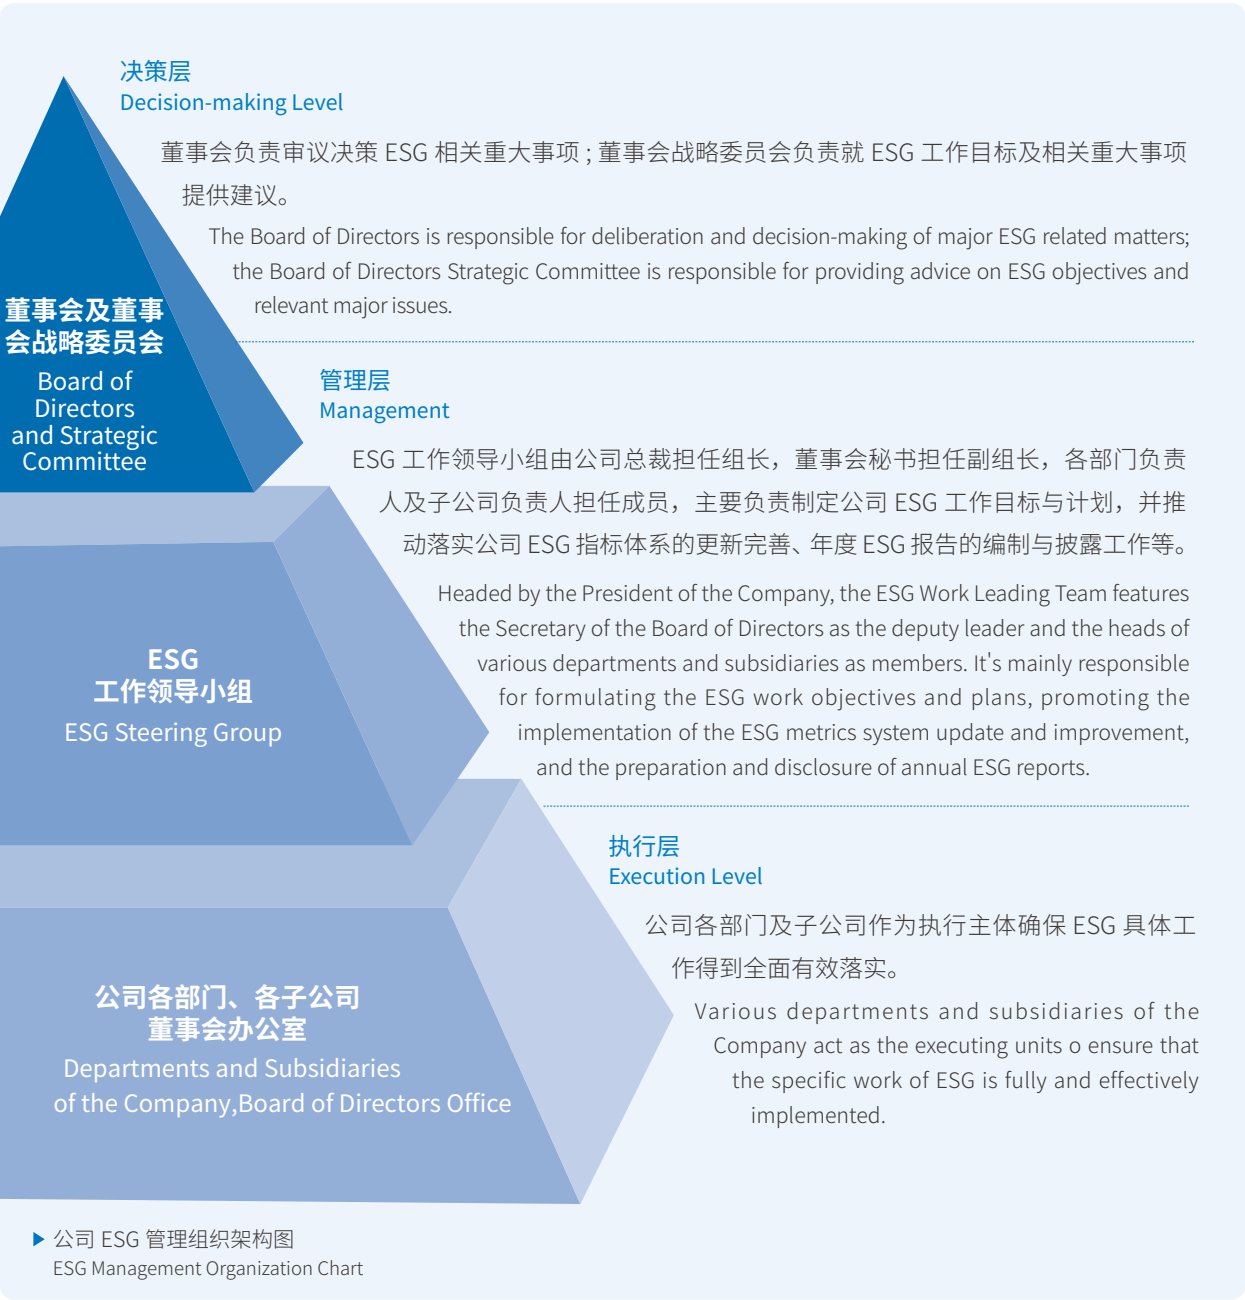 决策层
Decision-making Level
董事会负责审议决策 ESG 相关重大事项 ; 董事会战略委员会负责就 ESG 工作目标及相关重大事项
提供建议。
The Board of Directors is responsible for deliberation and decision-making of major ESG related matters;
the Board of Directors Strategic Committee is responsible for providing advice on ESG objectives and
relevant major issues.
董事会及董事
会战略委员会
Board of
Directors
and Strategic
Committee
管理层
Management
ESG 工作领导小组由公司总裁担任组长，董事会秘书担任副组长，各部门负责
人及子公司负责人担任成员，主要负责制定公司 ESG 工作目标与计划，并推
动落实公司 ESG 指标体系的更新完善、年度 ESG 报告的编制与披露工作等。
Headed by the President of the Company, the ESG Work Leading Team features
the Secretary of the Board of Directors as the deputy leader and the heads of
various departments and subsidiaries as members. It's mainly responsible
for formulating the ESG work objectives and plans, promoting the
implementation of the ESG metrics system update and improvement,
and the preparation and disclosure of annual ESG reports.
ESG
工作领导小组
ESG Steering Group
执行层
Execution Level
公司各部门及子公司作为执行主体确保 ESG 具体工
作得到全面有效落实。
Various departments and subsidiaries of the
Company act as the executing units o ensure that
the specific work of ESG is fully and effectively
implemented.
公司各部门、各子公司
董事会办公室
Departments and Subsidiaries
of the Company,Board of Directors Office
公司 ESG 管理组织架构图
ESG Management Organization Chart